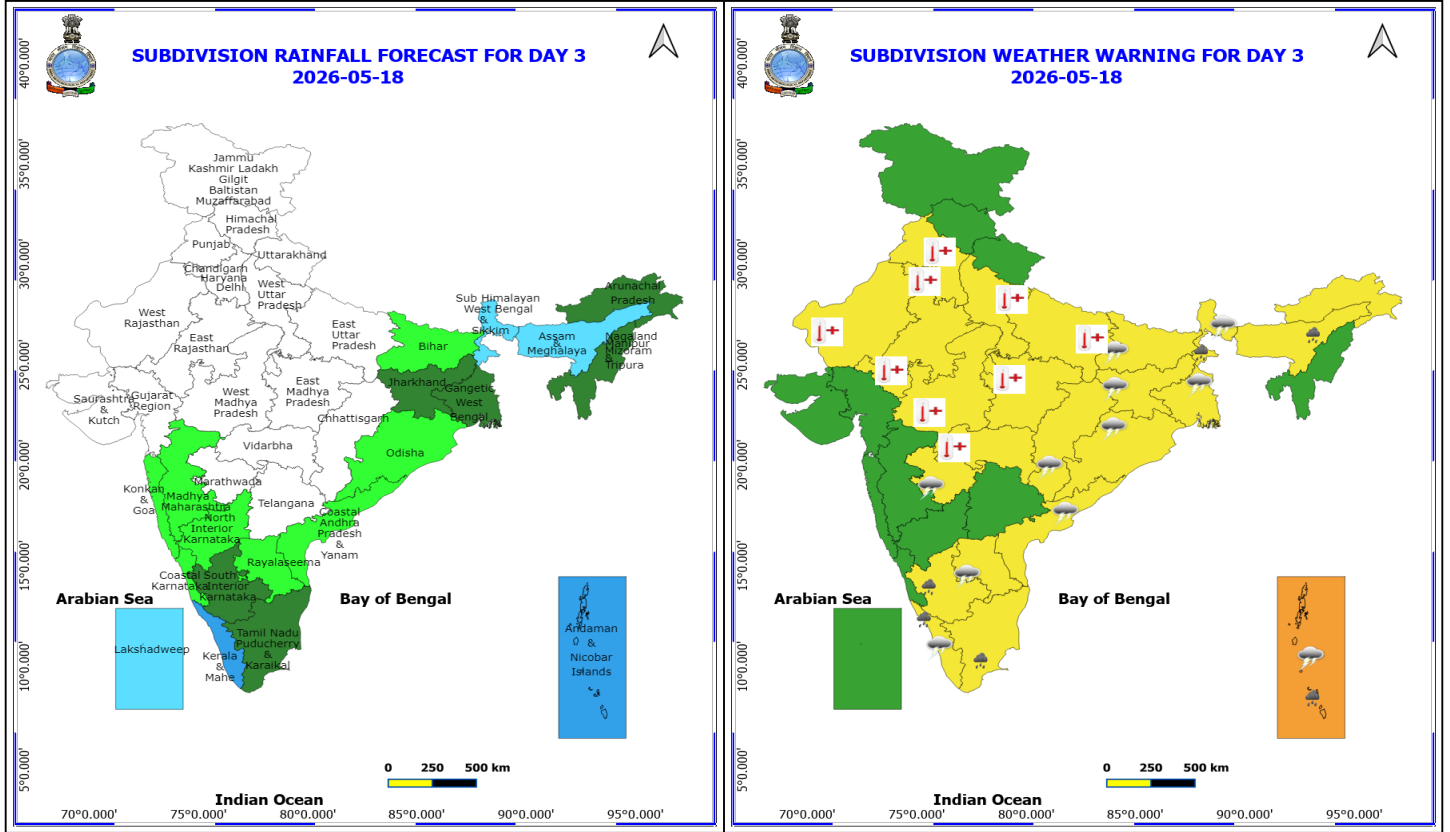 SUBDIVISION RAINFALL FORECAST FOR DAY 3
2026-05-18
Jammu
Kashmir Ladakh
Gilgit
Baltistan
Muzaffarabad
Himachal
Pradesh
Punjab
Uttarakhand
Chandigarh
Haryana
Delhi
West
Uttar
Pradesh
West
Rajasthan
East
Rajasthan
East
Uttar
Pradesh
Bihar
Sub Himalayan
West Bengal
&
Sikkim
Arunachal
Pradesh
Assam
&
Meghalaya
Nagaland
Manipur
Mizoram
&
Tripura
Saurashtra
&
Kutch
Gujarat
Region
West
Madhya
Pradesh
East
Madhya
Pradesh
Jharkhand
Gangetic
West
Bengal
Chhattisgarh
Vidarbha
Odisha
Konkan
&
Goa
Madhya
Maharashtra
Marathwada
Telangana
North
Interior
Karnataka
Coastal
Andhra
Pradesh
&
Yanam
Rayalaseema
Coastal
Karnataka
South
Interior
Karnataka
Tamil Nadu
Puducherry
&
Karaikal
Kerala
&
Mahe
Arabian Sea
Lakshadweep
Bay of Bengal
Andaman
&
Nicobar
Islands
0 250 500 km
Indian Ocean
40°0.000'
35°0.000'
30°0.000'
25°0.000'
20°0.000'
15°0.000'
10°0.000'
5°0.000'
70°0.000' 75°0.000' 80°0.000' 85°0.000' 90°0.000' 95°0.000'
SUBDIVISION WEATHER WARNING FOR DAY 3
2026-05-18
Arabian Sea
Bay of Bengal
0 250 500 km
Indian Ocean
40°0.000'
35°0.000'
30°0.000'
25°0.000'
20°0.000'
15°0.000'
10°0.000'
5°0.000'
70°0.000' 75°0.000' 80°0.000' 85°0.000' 90°0.000' 95°0.000'